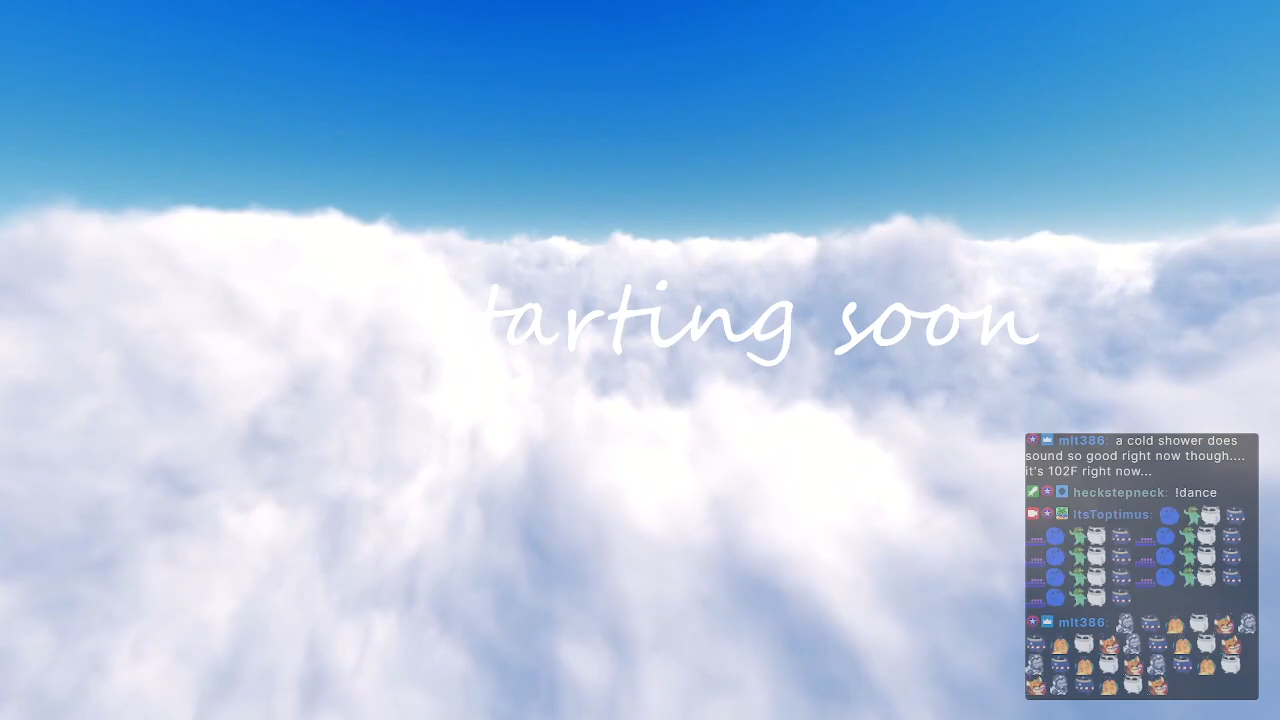 tarting soon
mlt386: a cold shower does
sound so good right now though....
it's 102F right now...
heckstepneck: !dance
ItsToptimus:
mlt386: